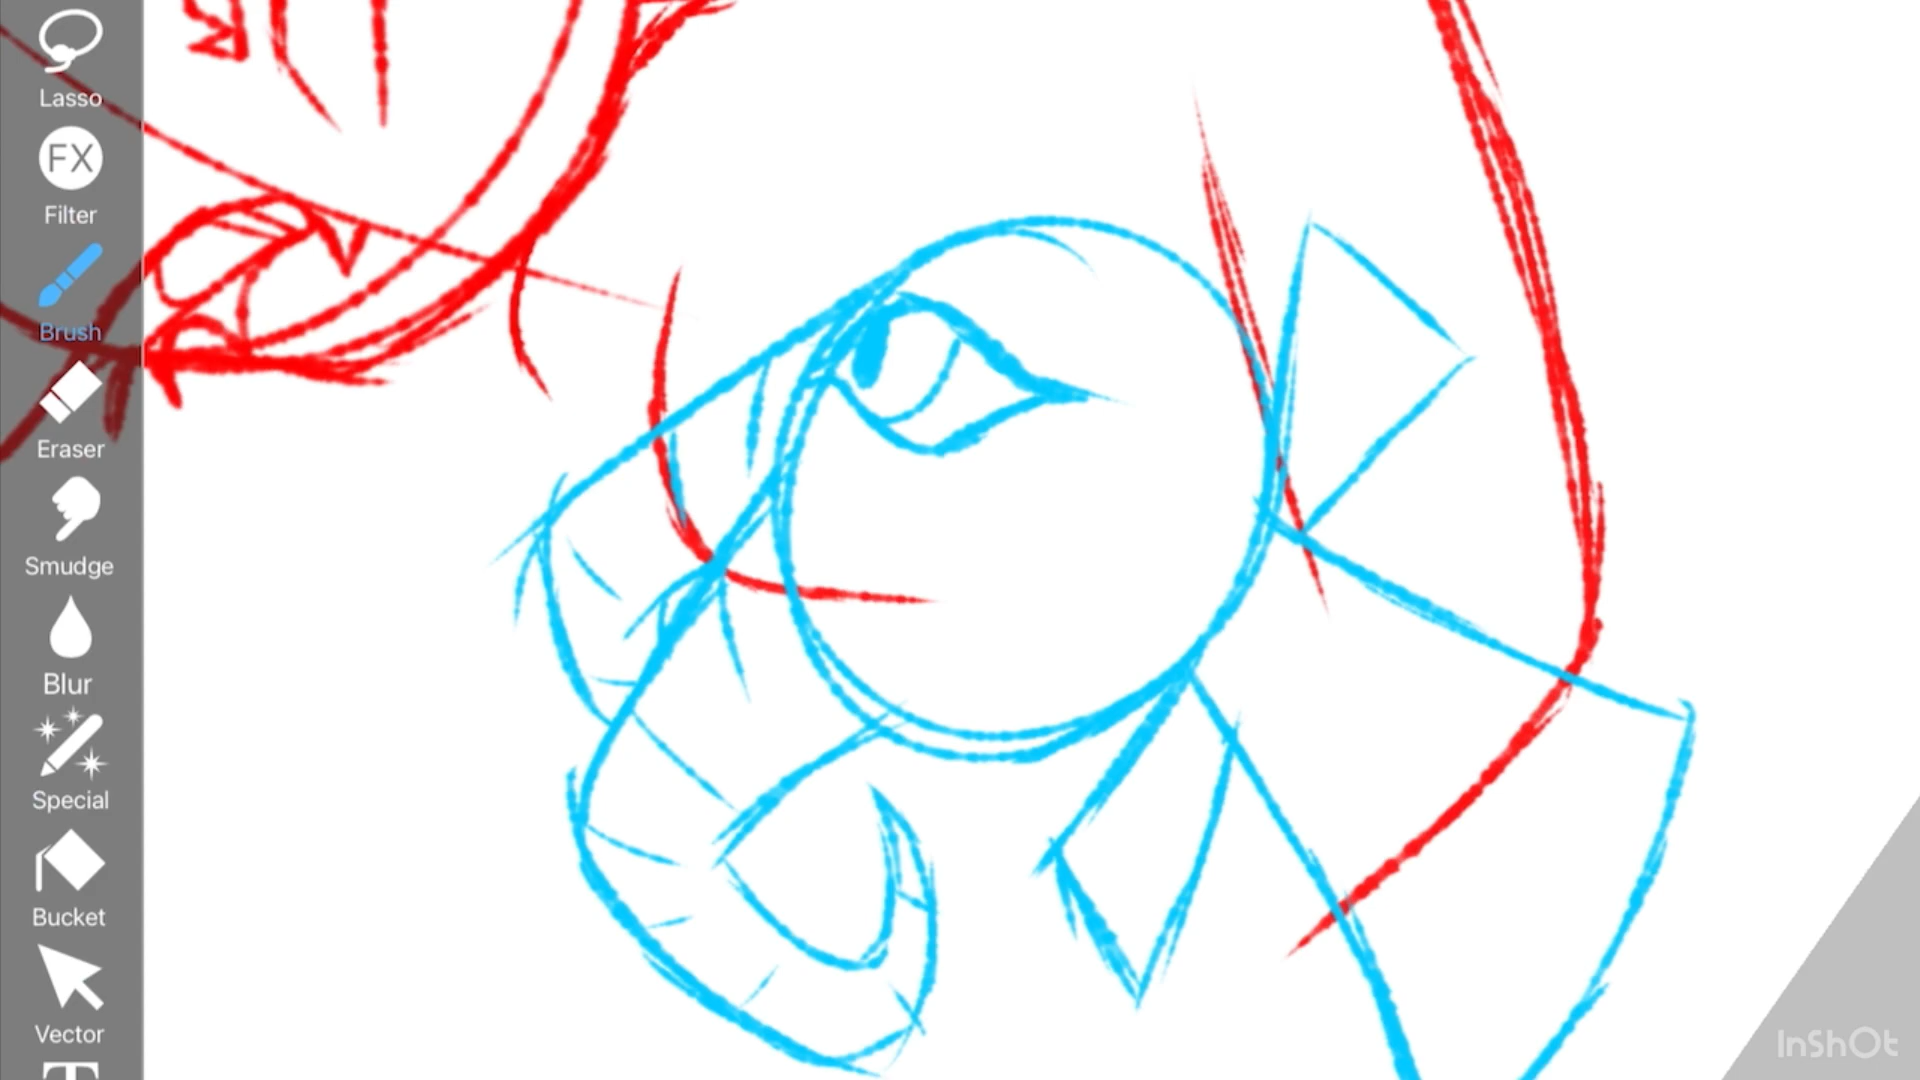 Lasso
FX
Filter
Brush
Eraser
Smudge
Blur
Special
Bucket
Vector
T
InShOt